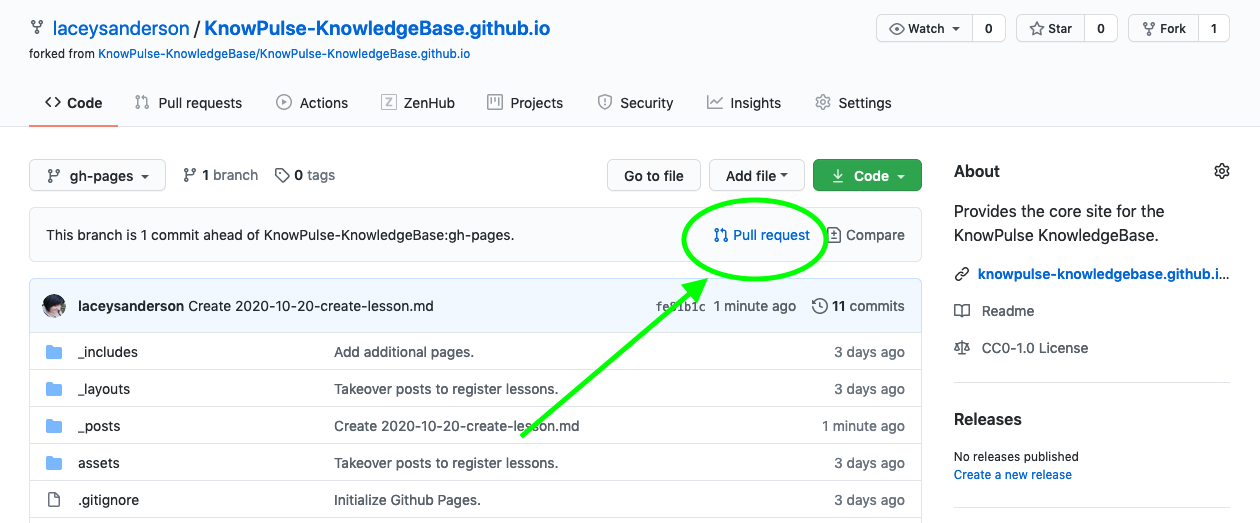 laceysanderson / KnowPulse-KnowledgeBase.github.io
Watch 0
Star 0
Fork 1
forked from KnowPulse-KnowledgeBase/KnowPulse-KnowledgeBase.github.io
Code
Pull requests
Actions
Z ZenHub
Projects
Security
Insights
Settings
gh-pages
1 branch
0 tags
Go to file
Add file
Code
This branch is 1 commit ahead of KnowPulse-KnowledgeBase:gh-pages.
Pull request
Compare
laceysanderson Create 2020-10-20-create-lesson.md
1 minute ago
11 commits
_includes Add additional pages. 3 days ago
_layouts Takeover posts to register lessons. 3 days ago
_posts Create 2020-10-20-create-lesson.md 1 minute ago
assets Takeover posts to register lessons. 3 days ago
.gitignore Initialize Github Pages. 3 days ago
About
Provides the core site for the
KnowPulse KnowledgeBase.
knowpulse-knowledgebase.github.i...
Readme
CC0-1.0 License
Releases
No releases published
Create a new release